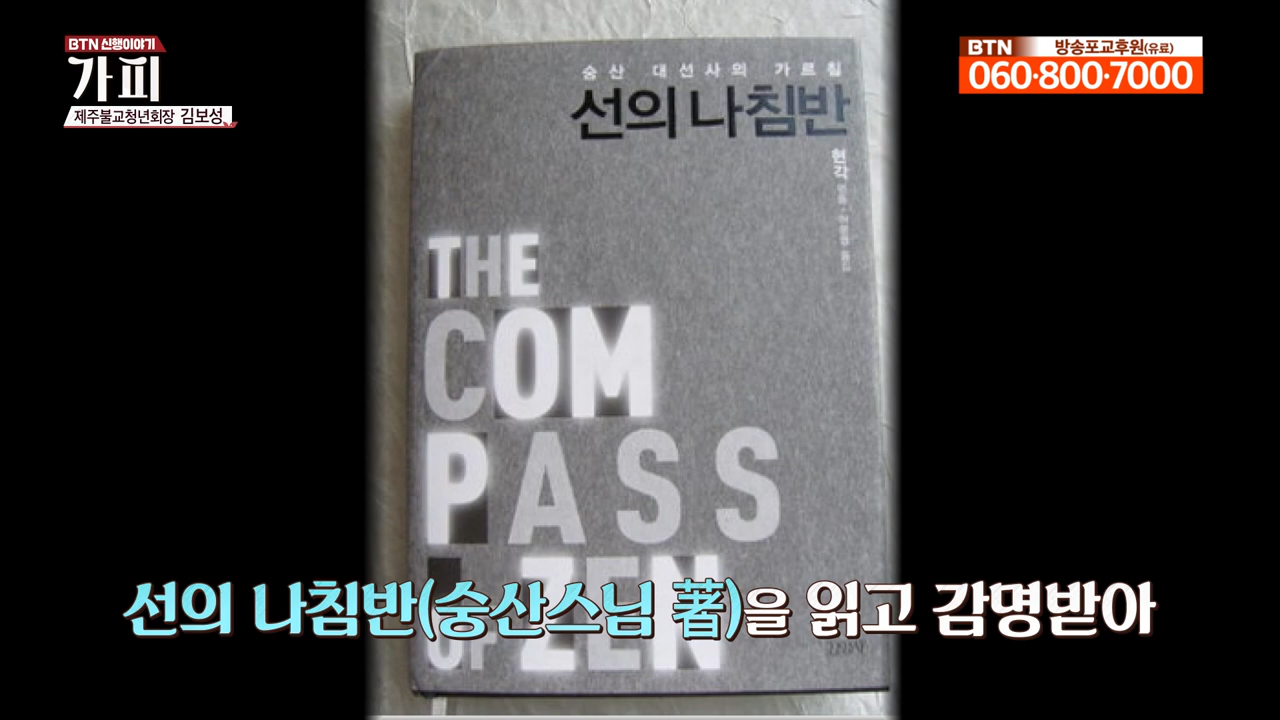 BTN 신행이야기
가피
제주불교청년회장 김보성
BTN 방송포교후원(유료)
060·800·7000
숭산 대선사의 가르침
선의 나침반
현각
THE
COM
PASS
OF ZEN
선의 나침반(숭산스님 著)을 읽고 감명받아